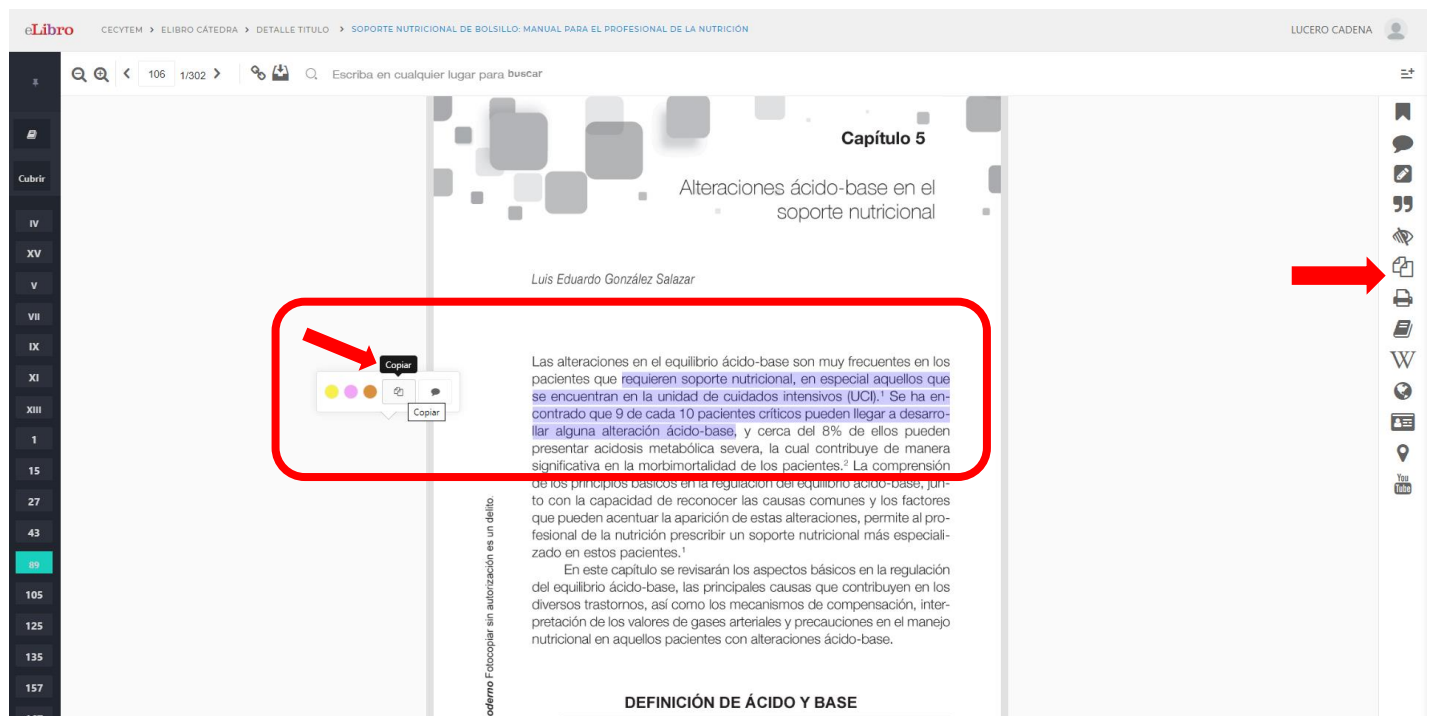 eLibro
CECYTEM > ELIBRO CÁTEDRA > DETALLE TITULO > SOPORTE NUTRICIONAL DE BOLSILLO: MANUAL PARA EL PROFESIONAL DE LA NUTRICIÓN
LUCERO CADENA
106 1/302
Escriba en cualquier lugar para buscar
Cubrir
IV
XV
V
VII
IX
XI
XIII
1
15
27
43
89
105
125
135
157
Capítulo 5
Alteraciones ácido-base en el
soporte nutricional
Luis Eduardo González Salazar
Copiar
Copiar
Las alteraciones en el equilibrio ácido-base son muy frecuentes en los
pacientes que requieren soporte nutricional, en especial aquellos que
se encuentran en la unidad de cuidados intensivos (UCI).¹ Se ha en-
contrado que 9 de cada 10 pacientes críticos pueden llegar a desarro-
llar alguna alteración ácido-base, y cerca del 8% de ellos pueden
presentar acidosis metabólica severa, la cual contribuye de manera
significativa en la morbimortalidad de los pacientes.² La comprensión
de los principios básicos en la regulación del equilibrio ácido-base, jun-
to con la capacidad de reconocer las causas comunes y los factores
que pueden acentuar la aparición de estas alteraciones, permite al pro-
fesional de la nutrición prescribir un soporte nutricional más especiali-
zado en estos pacientes.¹
En este capítulo se revisarán los aspectos básicos en la regulación
del equilibrio ácido-base, las principales causas que contribuyen en los
diversos trastornos, así como los mecanismos de compensación, inter-
pretación de los valores de gases arteriales y precauciones en el manejo
nutricional en aquellos pacientes con alteraciones ácido-base.
DEFINICIÓN DE ÁCIDO Y BASE
oderno Fotocopiar sin autorización es un delito.
W
You
Tube